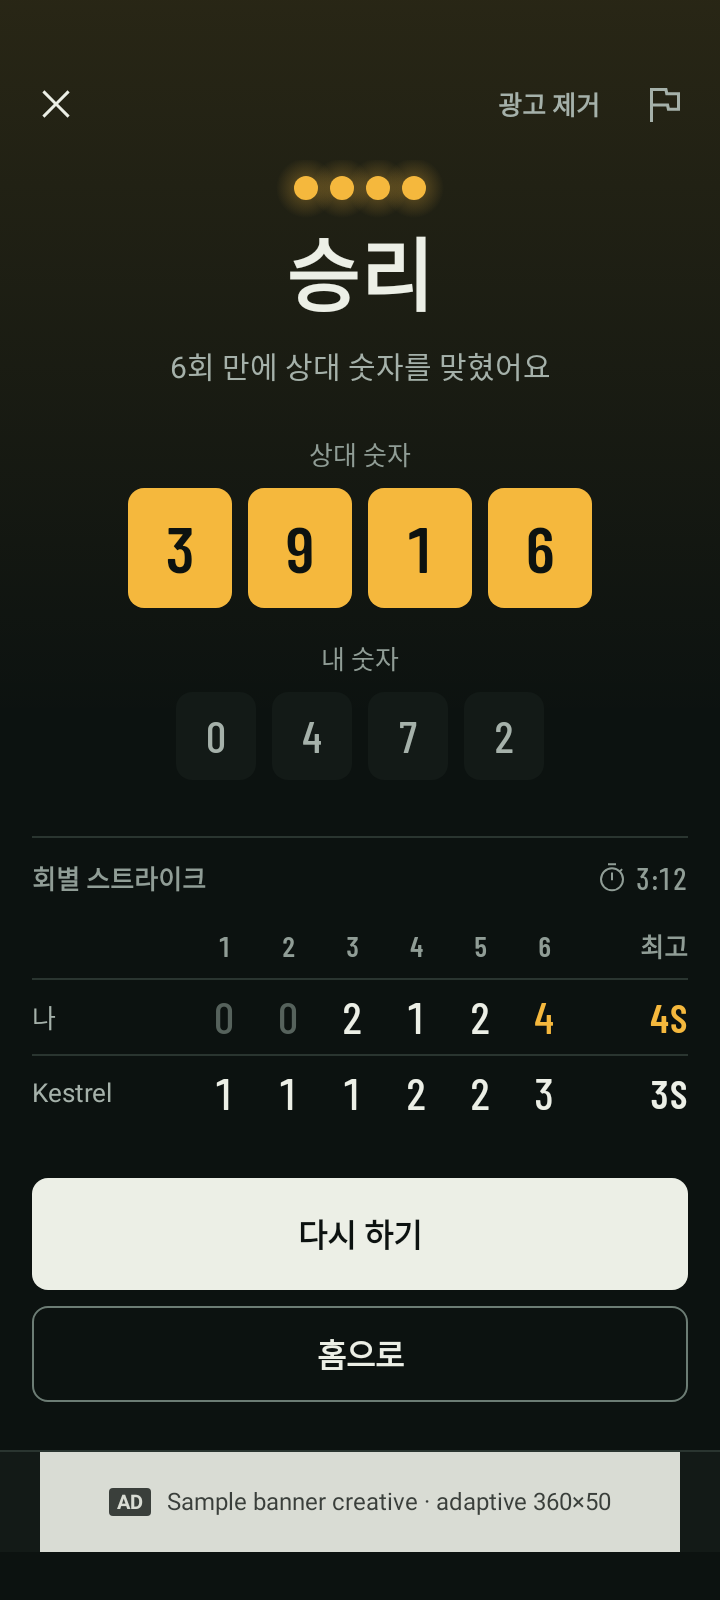 광고 제거
승리
6회 만에 상대 숫자를 맞혔어요
상대 숫자
3 9 1 6
내 숫자
0 4 7 2
회별 스트라이크 3:12
1 2 3 4 5 6 최고
나 0 0 2 1 2 4 4S
Kestrel 1 1 1 2 2 3 3S
다시 하기
홈으로
AD Sample banner creative · adaptive 360×50